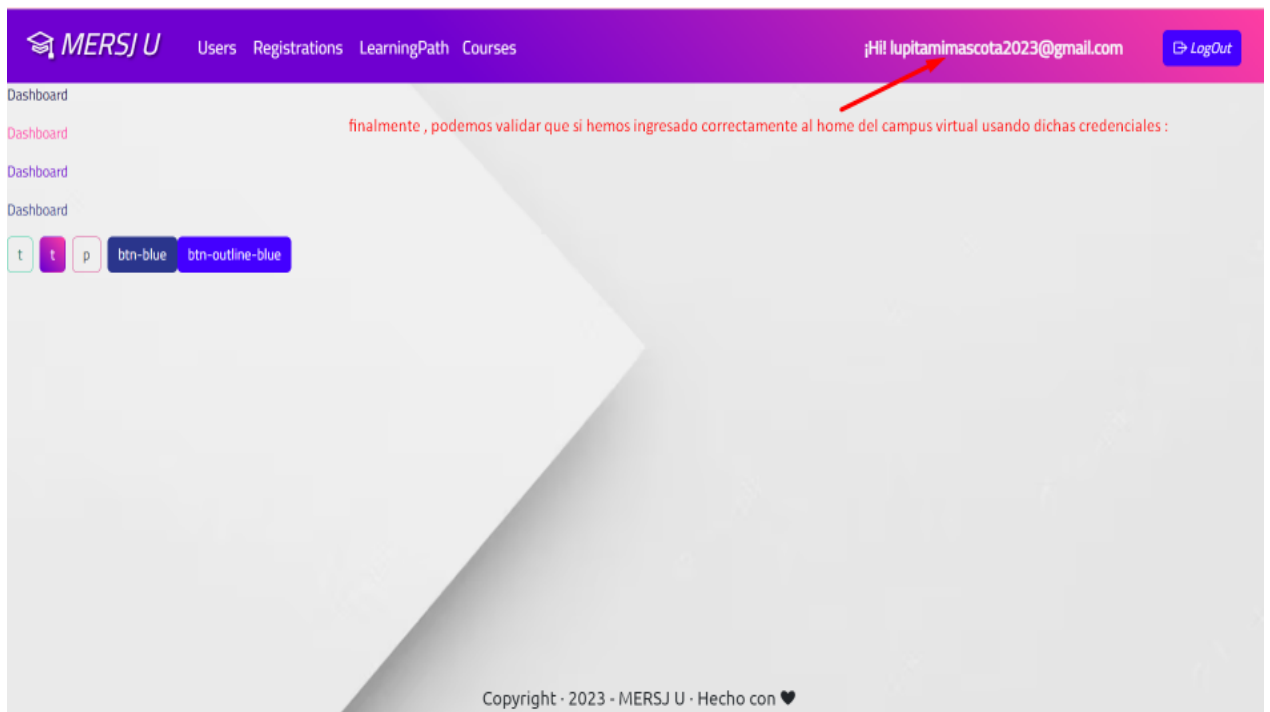 MERSJ U Users Registrations LearningPath Courses ¡Hi! lupitamimascota2023@gmail.com LogOut
Dashboard
finalmente , podemos validar que si hemos ingresado correctamente al home del campus virtual usando dichas credenciales :
Dashboard
Dashboard
Dashboard
t t p btn-blue btn-outline-blue
Copyright · 2023 - MERSJ U · Hecho con ♥